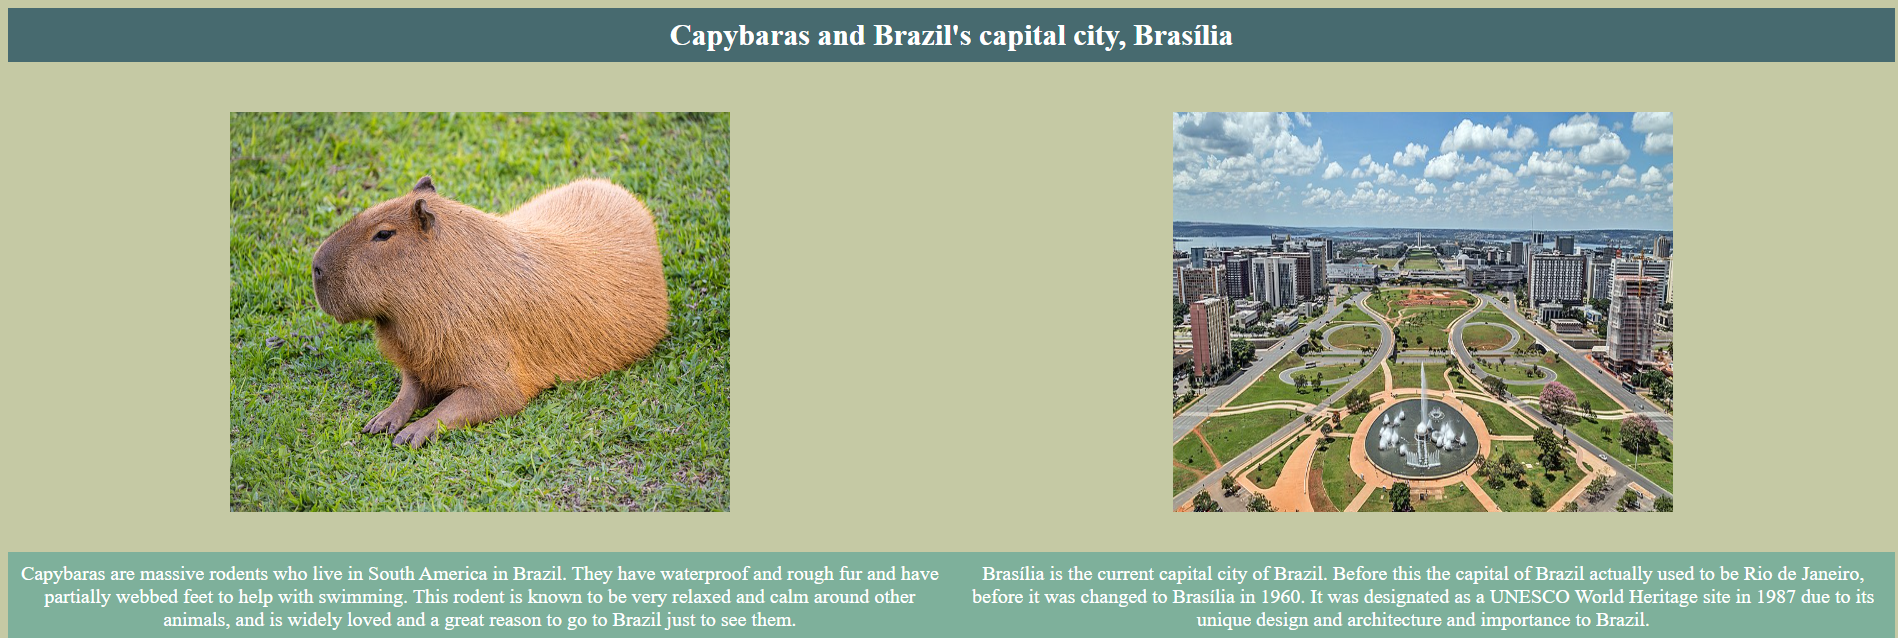 Capybaras and Brazil's capital city, Brasília
Capybaras are massive rodents who live in South America in Brazil. They have waterproof and rough fur and have
partially webbed feet to help with swimming. This rodent is known to be very relaxed and calm around other
animals, and is widely loved and a great reason to go to Brazil just to see them.
Brasília is the current capital city of Brazil. Before this the capital of Brazil actually used to be Rio de Janeiro,
before it was changed to Brasília in 1960. It was designated as a UNESCO World Heritage site in 1987 due to its
unique design and architecture and importance to Brazil.